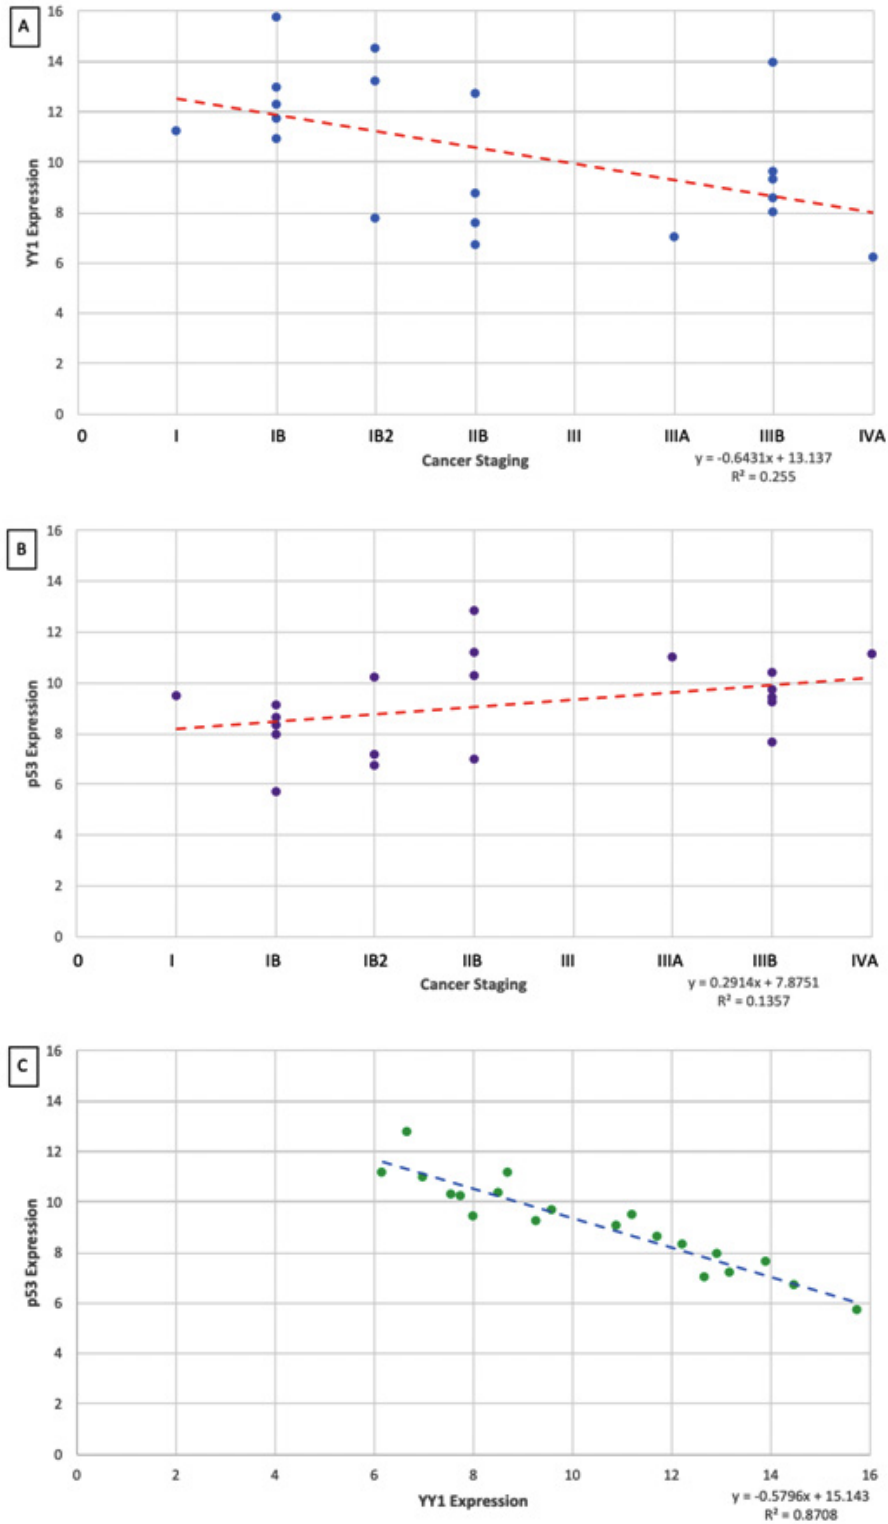 A
16
14
12
10
8
6
4
2
0
YY1 Expression
0 I IB IB2 IIB III IIIA IIIB IVA
Cancer Staging
y = -0.6431x + 13.137
R² = 0.255
B
16
14
12
10
8
6
4
2
0
p53 Expression
0 I IB IB2 IIB III IIIA IIIB IVA
Cancer Staging
y = 0.2914x + 7.8751
R² = 0.1357
C
16
14
12
10
8
6
4
2
0
p53 Expression
0 2 4 6 8 10 12 14 16
YY1 Expression
y = -0.5796x + 15.143
R² = 0.8708